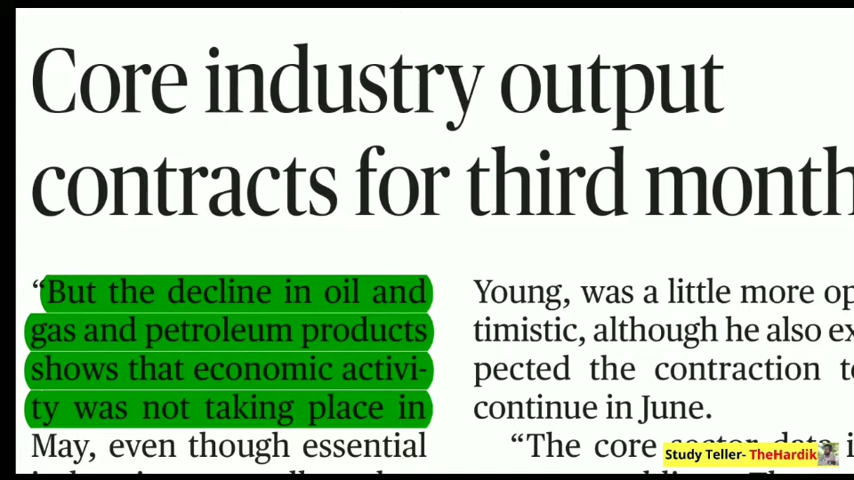 Core industry output
contracts for third month
“But the decline in oil and
gas and petroleum products
shows that economic activi-
ty was not taking place in
May, even though essential
Young, was a little more op
timistic, although he also ex
pected the contraction to
continue in June.
“The core sector data i
Study Teller- TheHardik